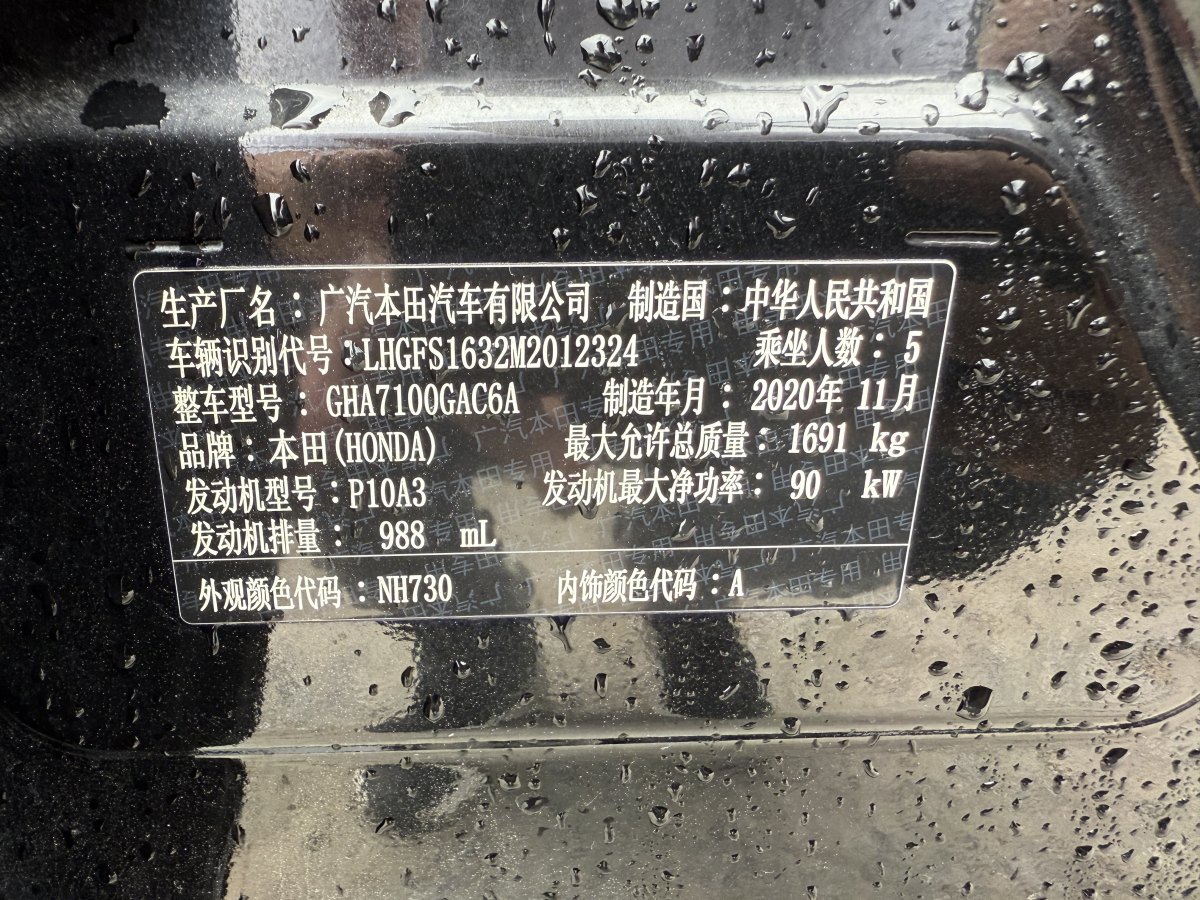 生产厂名：广汽本田汽车有限公司 制造国：中华人民共和国
车辆识别代号：LHGFS1632M2012324 乘坐人数：5
整车型号：GHA7100GAC6A 制造年月：2020年 11月
品牌：本田(HONDA) 最大允许总质量：1691 kg
发动机型号：P10A3 发动机最大净功率：90 kW
发动机排量：988 mL
外观颜色代码：NH730 内饰颜色代码：A